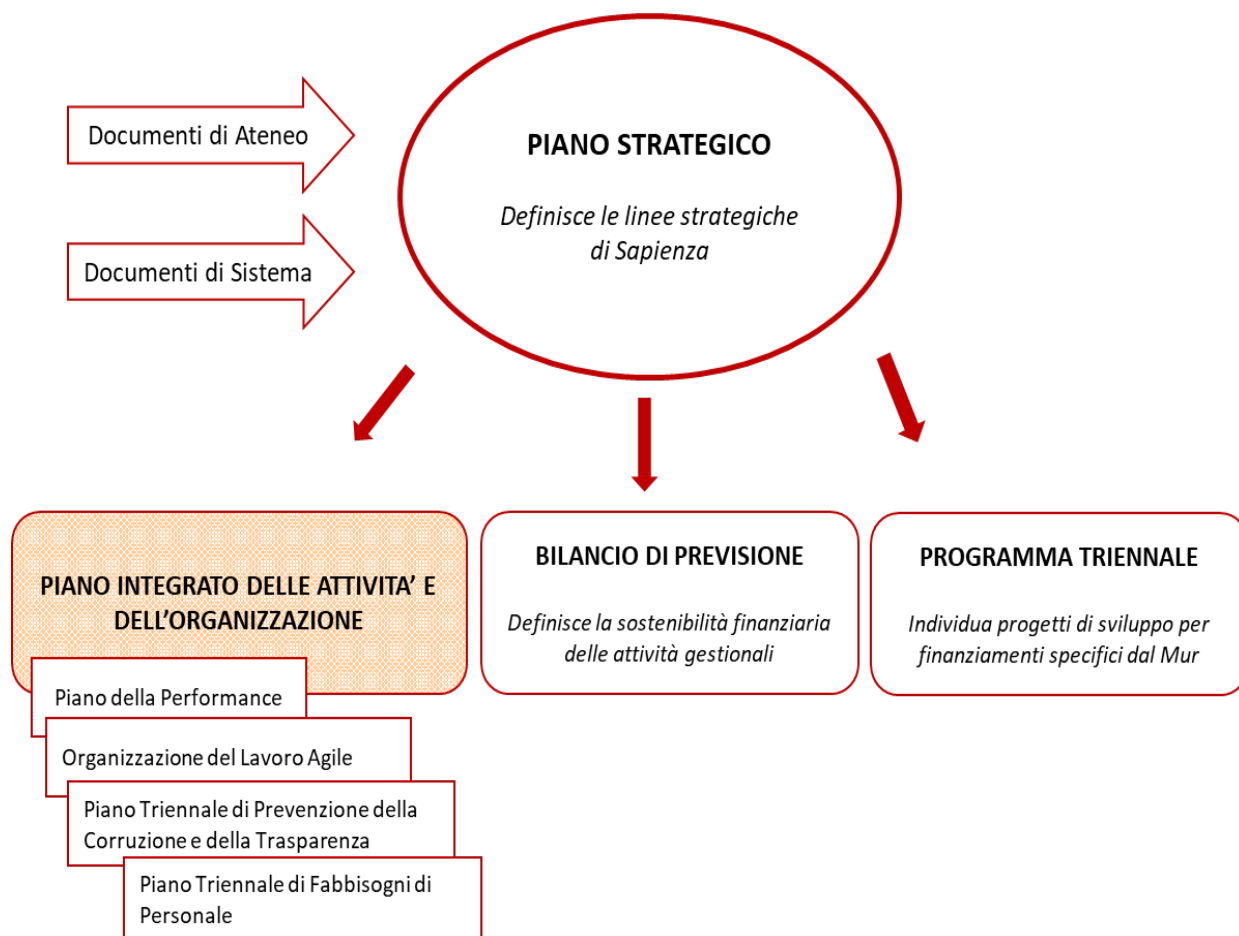 Documenti di Ateneo
Documenti di Sistema
PIANO STRATEGICO
Definisce le linee strategiche
di Sapienza
PIANO INTEGRATO DELLE ATTIVITA’ E
DELL’ORGANIZZAZIONE
Piano della Performance
Organizzazione del Lavoro Agile
Piano Triennale di Prevenzione della
Corruzione e della Trasparenza
Piano Triennale di Fabbisogni di
Personale
BILANCIO DI PREVISIONE
Definisce la sostenibilità finanziaria
delle attività gestionali
PROGRAMMA TRIENNALE
Individua progetti di sviluppo per
finanziamenti specifici dal Mur